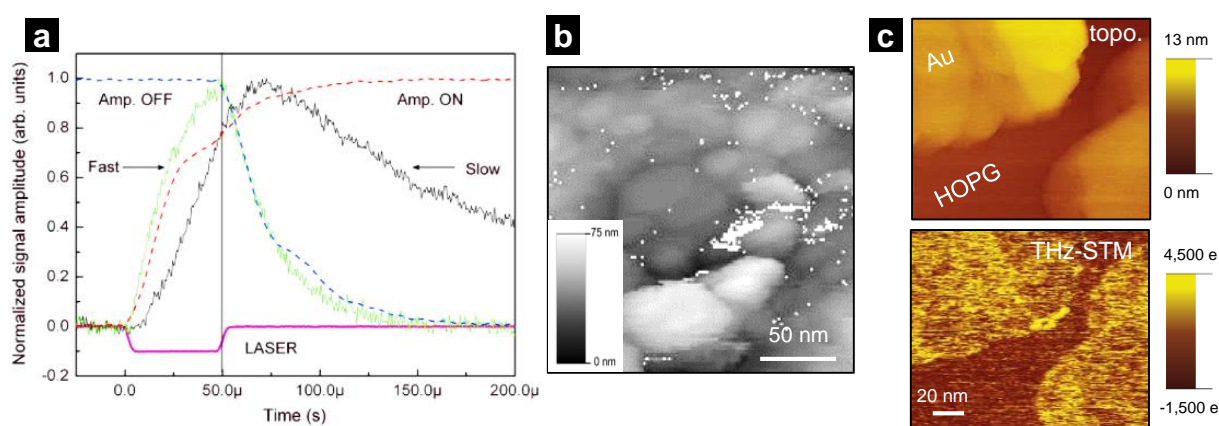 a
Normalized signal amplitude (arb. units)
1.0
0.8
0.6
0.4
0.2
0.0
-0.2
Amp. OFF
Amp. ON
Fast
Slow
LASER
0.0
50.0μ
100.0μ
150.0μ
200.0μ
Time (s)
b
75 nm
0 nm
50 nm
c
topo.
Au
HOPG
13 nm
0 nm
THz-STM
20 nm
4,500 e
-1,500 e